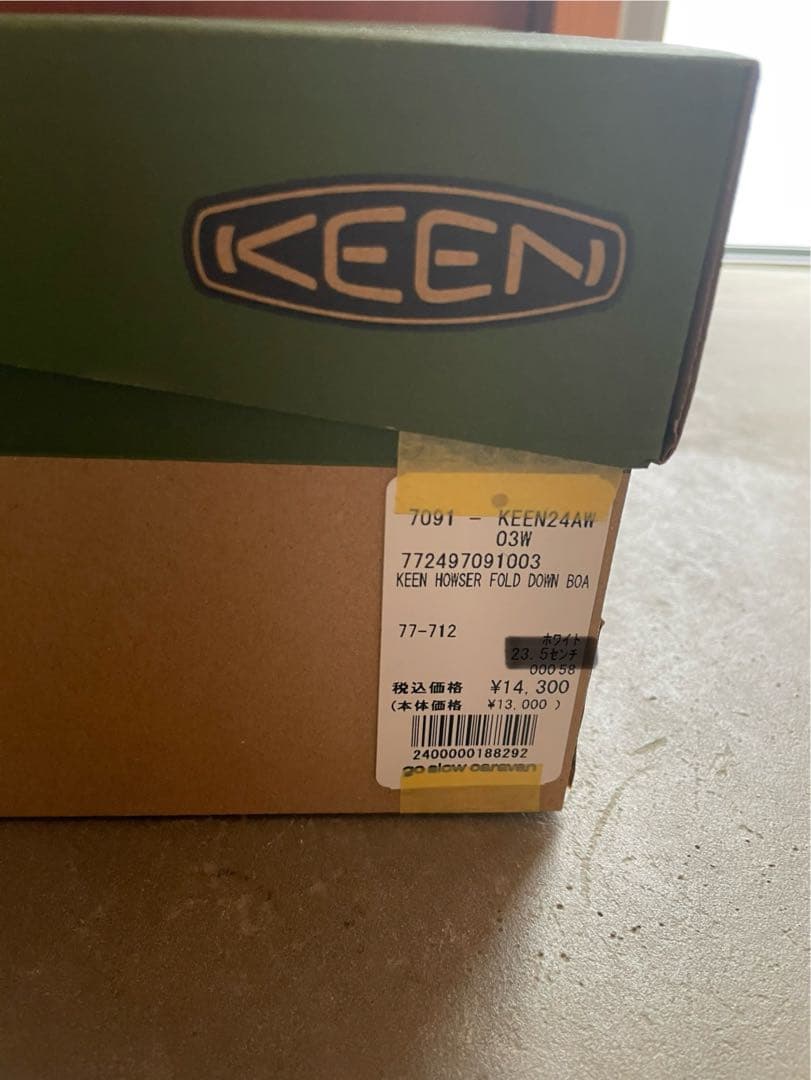 KEEN
7091 - KEEN24AW
03W
772497091003
KEEN HOWSER FOLD DOWN BOA
77-712
ホワイト
23.5センチ
00058
税込価格 ¥14,300
(本体価格 ¥13,000 )
2400000188292
go slow caravan